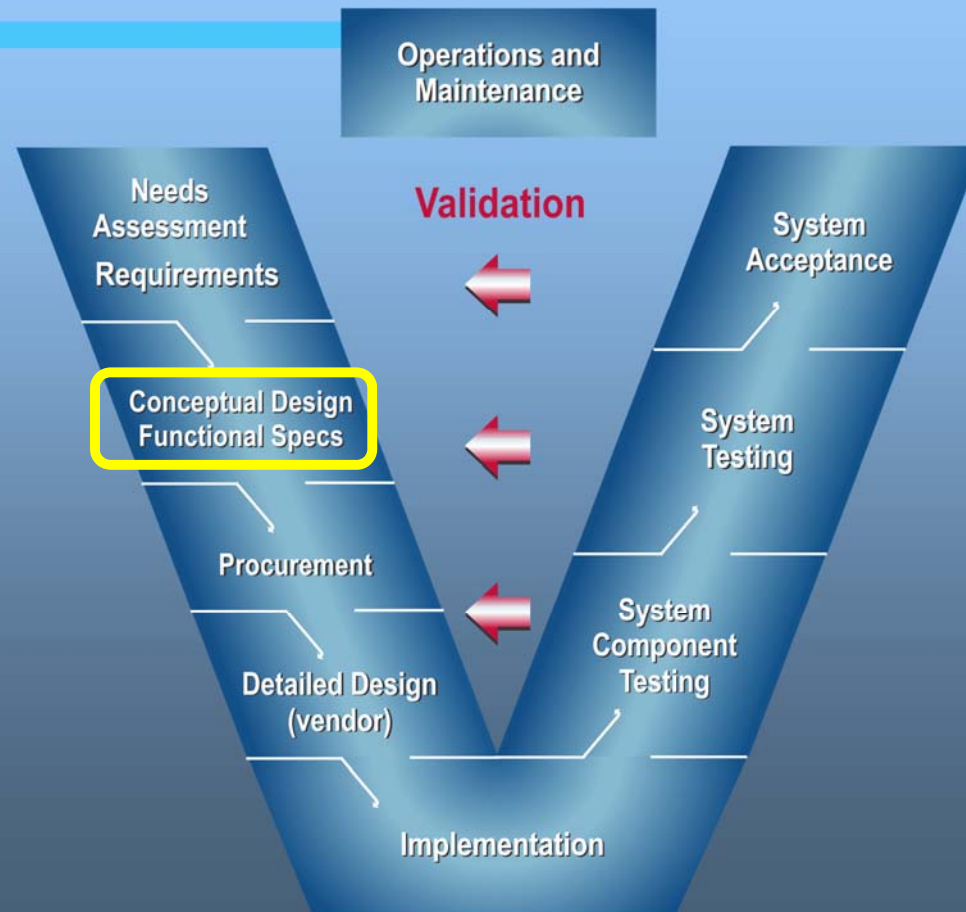 Operations and
Maintenance
Needs
Assessment
Requirements
Validation
System
Acceptance
Conceptual Design
Functional Specs
System
Testing
Procurement
System
Component
Testing
Detailed Design
(vendor)
Implementation